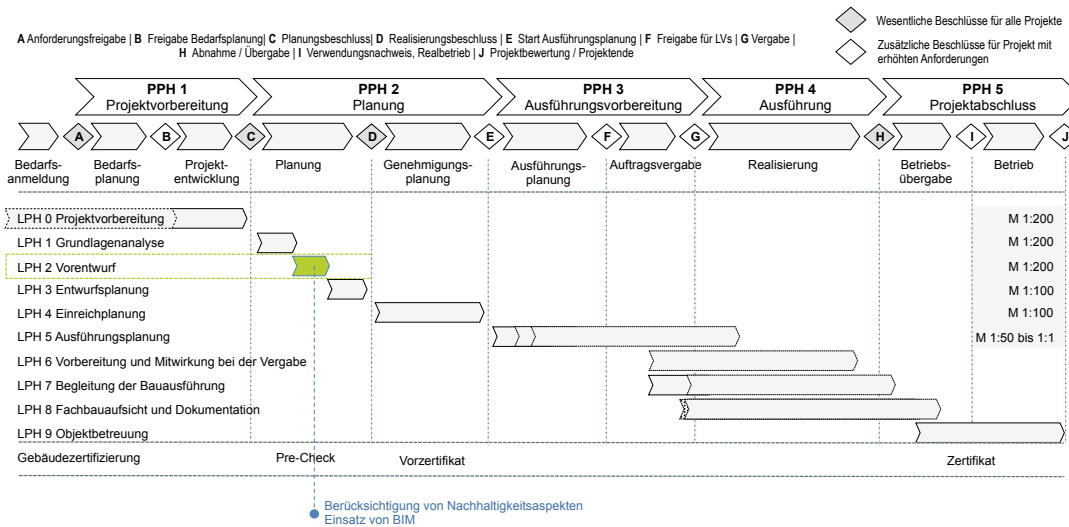 Wesentliche Beschlüsse für alle Projekte
Zusätzliche Beschlüsse für Projekt mit
erhöhten Anforderungen
A Anforderungsfreigabe | B Freigabe Bedarfsplanung| C Planungsbeschluss| D Realisierungsbeschluss | E Start Ausführungsplanung | F Freigabe für LVs | G Vergabe |
H Abnahme / Übergabe | I Verwendungsnachweis, Realbetrieb | J Projektbewertung / Projektende
PPH 1 PPH 2 PPH 3 PPH 4 PPH 5
Projektvorbereitung Planung Ausführungsvorbereitung Ausführung Projektabschluss
A B C D E F G H I J
Bedarfs- Bedarfs- Projekt- Planung Genehmigungs- Ausführungs- Auftragsvergabe Realisierung Betriebs- Betrieb
anmeldung planung entwicklung planung planung übergabe
LPH 0 Projektvorbereitung M 1:200
LPH 1 Grundlagenanalyse M 1:200
LPH 2 Vorentwurf M 1:200
LPH 3 Entwurfsplanung M 1:100
LPH 4 Einreichplanung M 1:100
LPH 5 Ausführungsplanung M 1:50 bis 1:1
LPH 6 Vorbereitung und Mitwirkung bei der Vergabe
LPH 7 Begleitung der Bauausführung
LPH 8 Fachbauaufsicht und Dokumentation
LPH 9 Objektbetreuung
Gebäudezertifizierung Pre-Check Vorzertifikat Zertifikat
Berücksichtigung von Nachhaltigkeitsaspekten
Einsatz von BIM